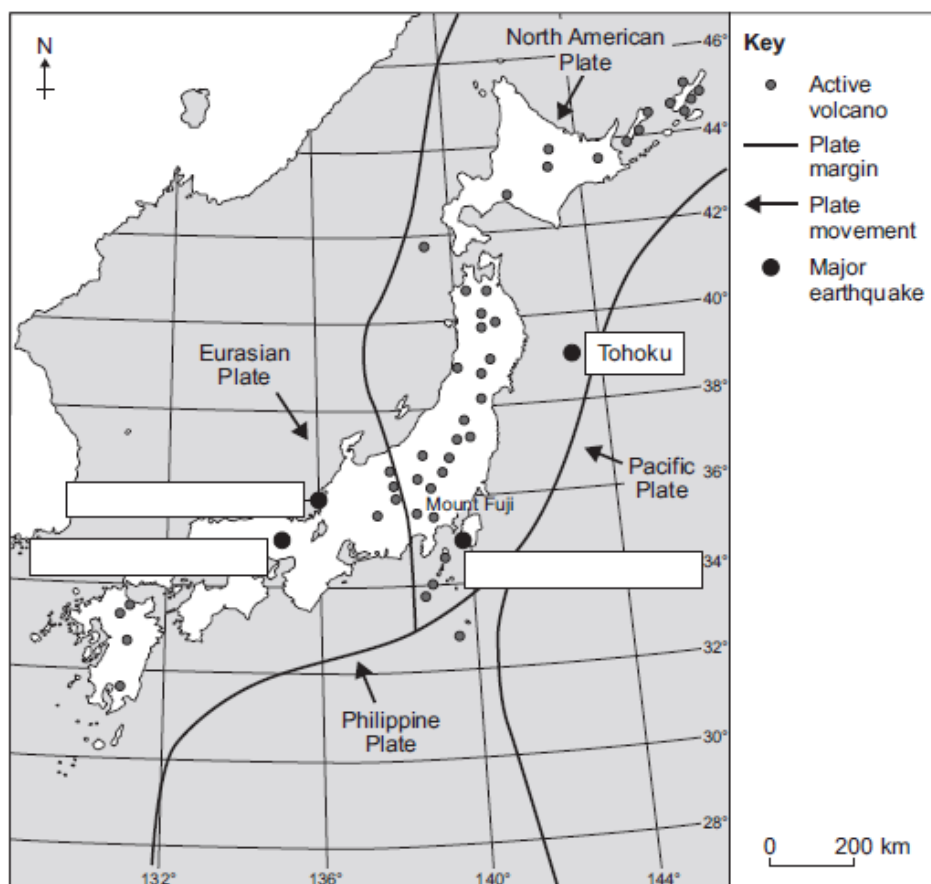 N
North American
Plate
46°
44°
42°
40°
Tohoku
Eurasian
Plate
38°
Pacific
Plate
36°
Mount Fuji
34°
32°
Philippine
Plate
30°
28°
132°
136°
140°
144°
Key
Active
volcano
Plate
margin
Plate
movement
Major
earthquake
0 200 km